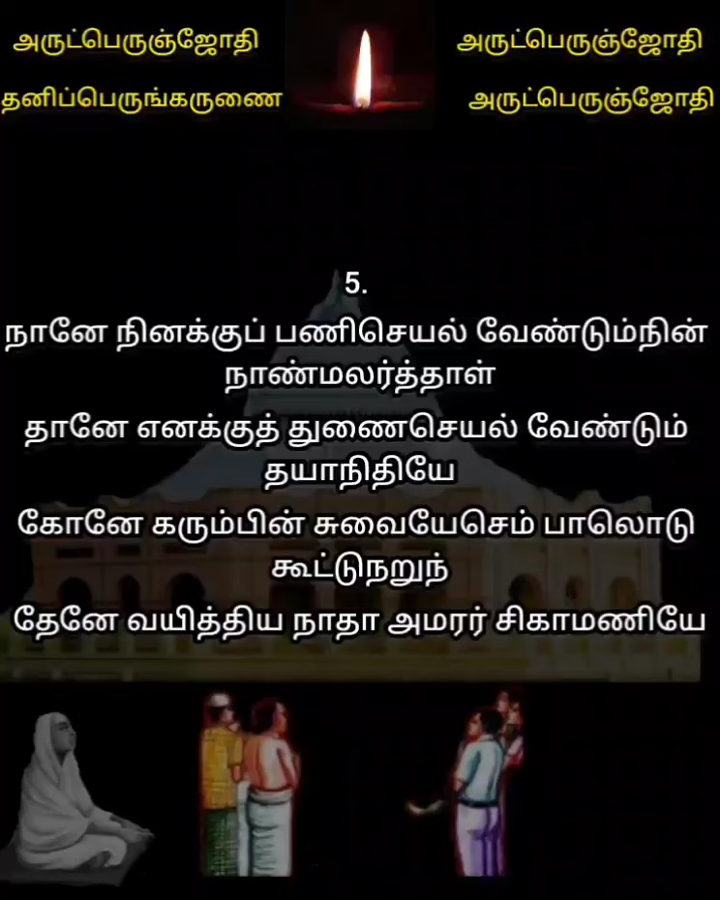 அருட்பெருஞ்ஜோதி அருட்பெருஞ்ஜோதி
தனிப்பெருங்கருணை அருட்பெருஞ்ஜோதி
5.
நானே நினக்குப் பணிசெயல் வேண்டும்நின்
நாண்மலர்த்தாள்
தானே எனக்குத் துணைசெயல் வேண்டும்
தயாநிதியே
கோனே கரும்பின் சுவையேசெம் பாலொடு
கூட்டுநறுந்
தேனே வயித்திய நாதா அமரர் சிகாமணியே